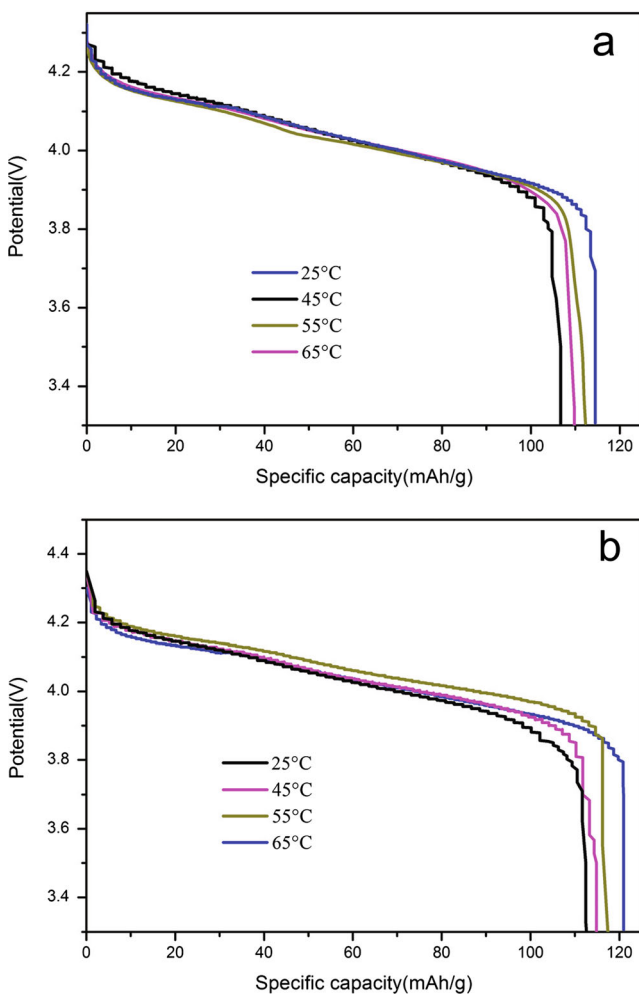 a
4.2
4.0
3.8
3.6
3.4
Potential(V)
25°C
45°C
55°C
65°C
0 20 40 60 80 100 120
Specific capacity(mAh/g)
b
4.4
4.2
4.0
3.8
3.6
3.4
Potential(V)
25°C
45°C
55°C
65°C
0 20 40 60 80 100 120
Specific capacity(mAh/g)